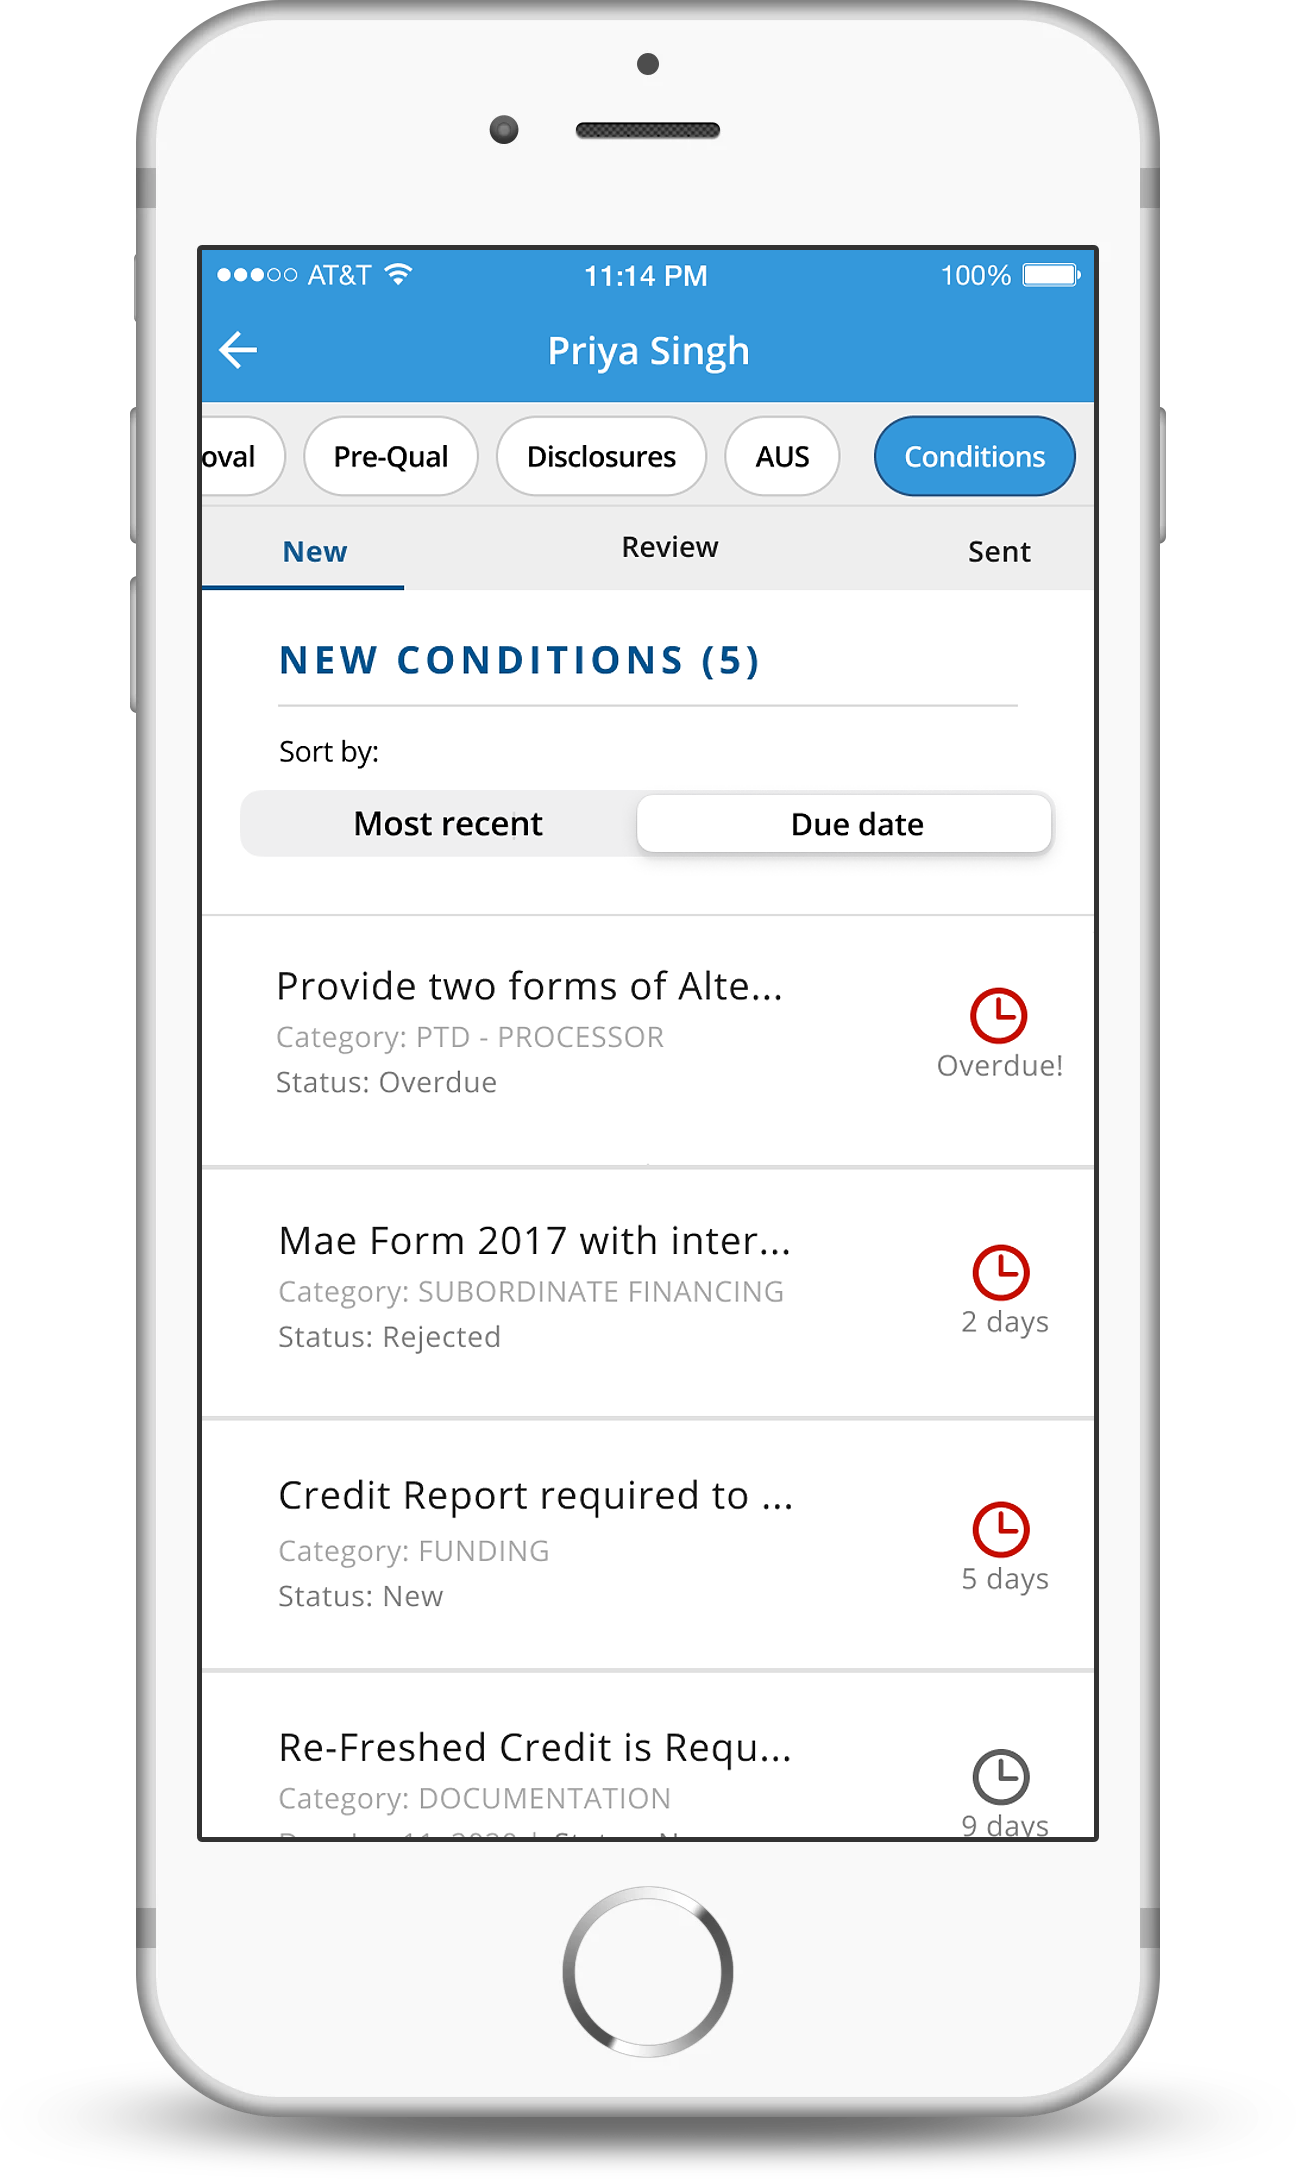 AT&T 11:14 PM 100%
Priya Singh
oval Pre-Qual Disclosures AUS Conditions
New Review Sent
NEW CONDITIONS (5)
Sort by:
Most recent Due date
Provide two forms of Alte...
Category: PTD - PROCESSOR
Status: Overdue
Overdue!
Mae Form 2017 with inter...
Category: SUBORDINATE FINANCING
Status: Rejected
2 days
Credit Report required to ...
Category: FUNDING
Status: New
5 days
Re-Freshed Credit is Requ...
Category: DOCUMENTATION
9 days